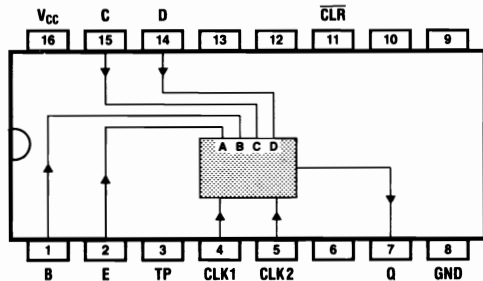 VCC C D CLR
16 15 14 13 12 11 10 9
A B C D
1 2 3 4 5 6 7 8
B E TP CLK1 CLK2 Q GND